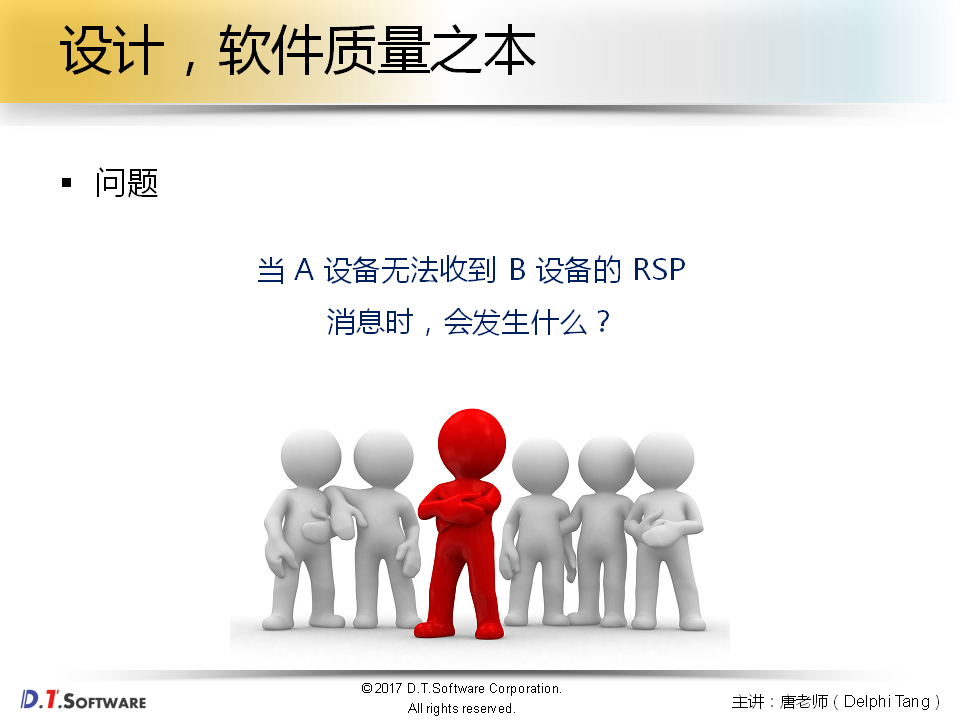 设计，软件质量之本
▪ 问题
当 A 设备无法收到 B 设备的 RSP
消息时，会发生什么？
D.T.SOFTWARE
©2017 D.T.Software Corporation.
All rights reserved.
主讲：唐老师（Delphi Tang）